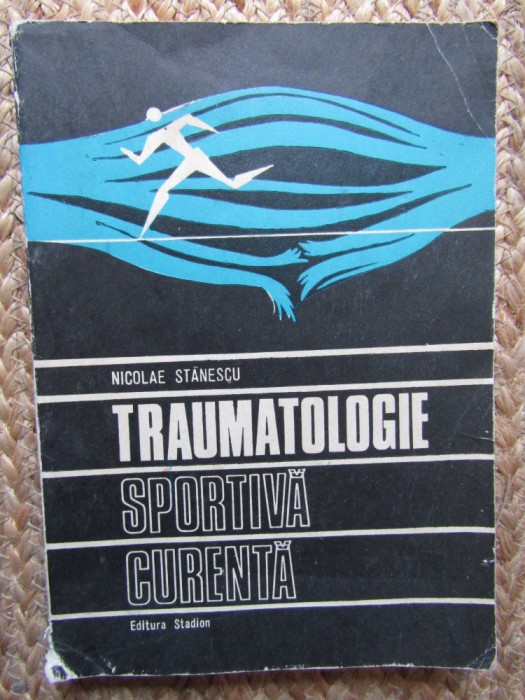 NICOLAE STĂNESCU
TRAUMATOLOGIE
SPORTIVĂ
CURENTĂ
Editura Stadion